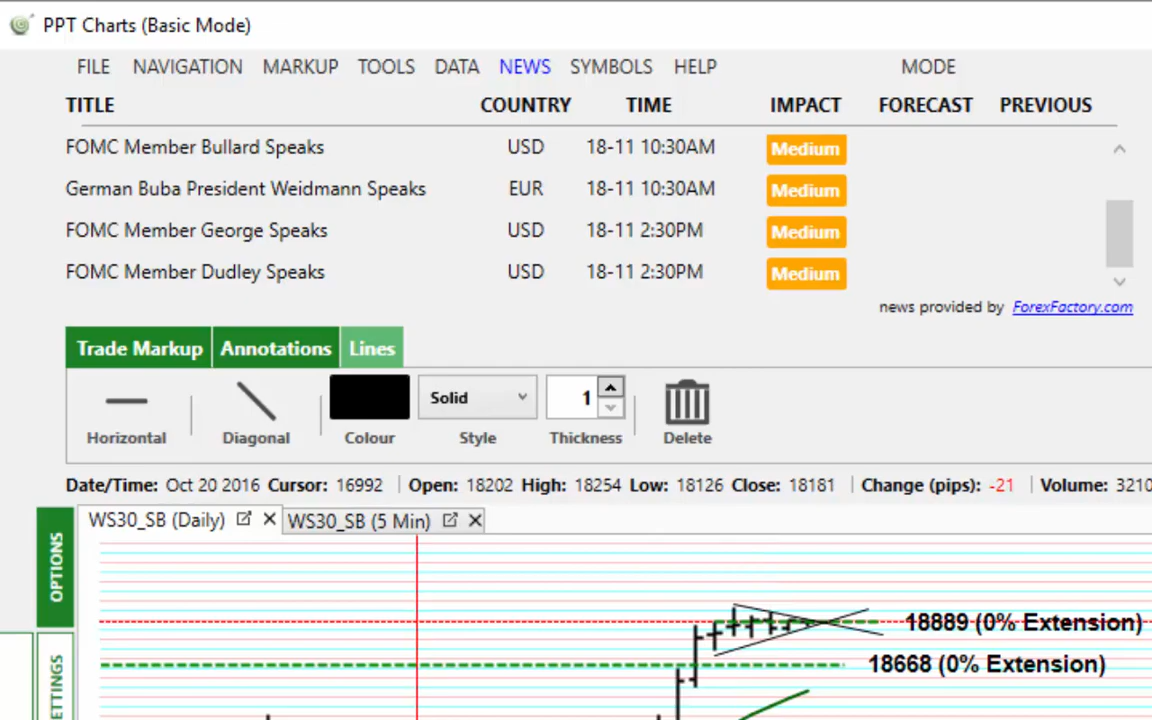 PPT Charts (Basic Mode)
FILE NAVIGATION MARKUP TOOLS DATA NEWS SYMBOLS HELP MODE
TITLE COUNTRY TIME IMPACT FORECAST PREVIOUS
FOMC Member Bullard Speaks USD 18-11 10:30AM Medium
German Buba President Weidmann Speaks EUR 18-11 10:30AM Medium
FOMC Member George Speaks USD 18-11 2:30PM Medium
FOMC Member Dudley Speaks USD 18-11 2:30PM Medium
news provided by ForexFactory.com
Trade Markup Annotations Lines
Solid 1
Horizontal Diagonal Colour Style Thickness Delete
Date/Time: Oct 20 2016 Cursor: 16992 Open: 18202 High: 18254 Low: 18126 Close: 18181 Change (pips): -21 Volume: 3210
WS30_SB (Daily) WS30_SB (5 Min)
OPTIONS
18889 (0% Extension)
18668 (0% Extension)
ETTINGS